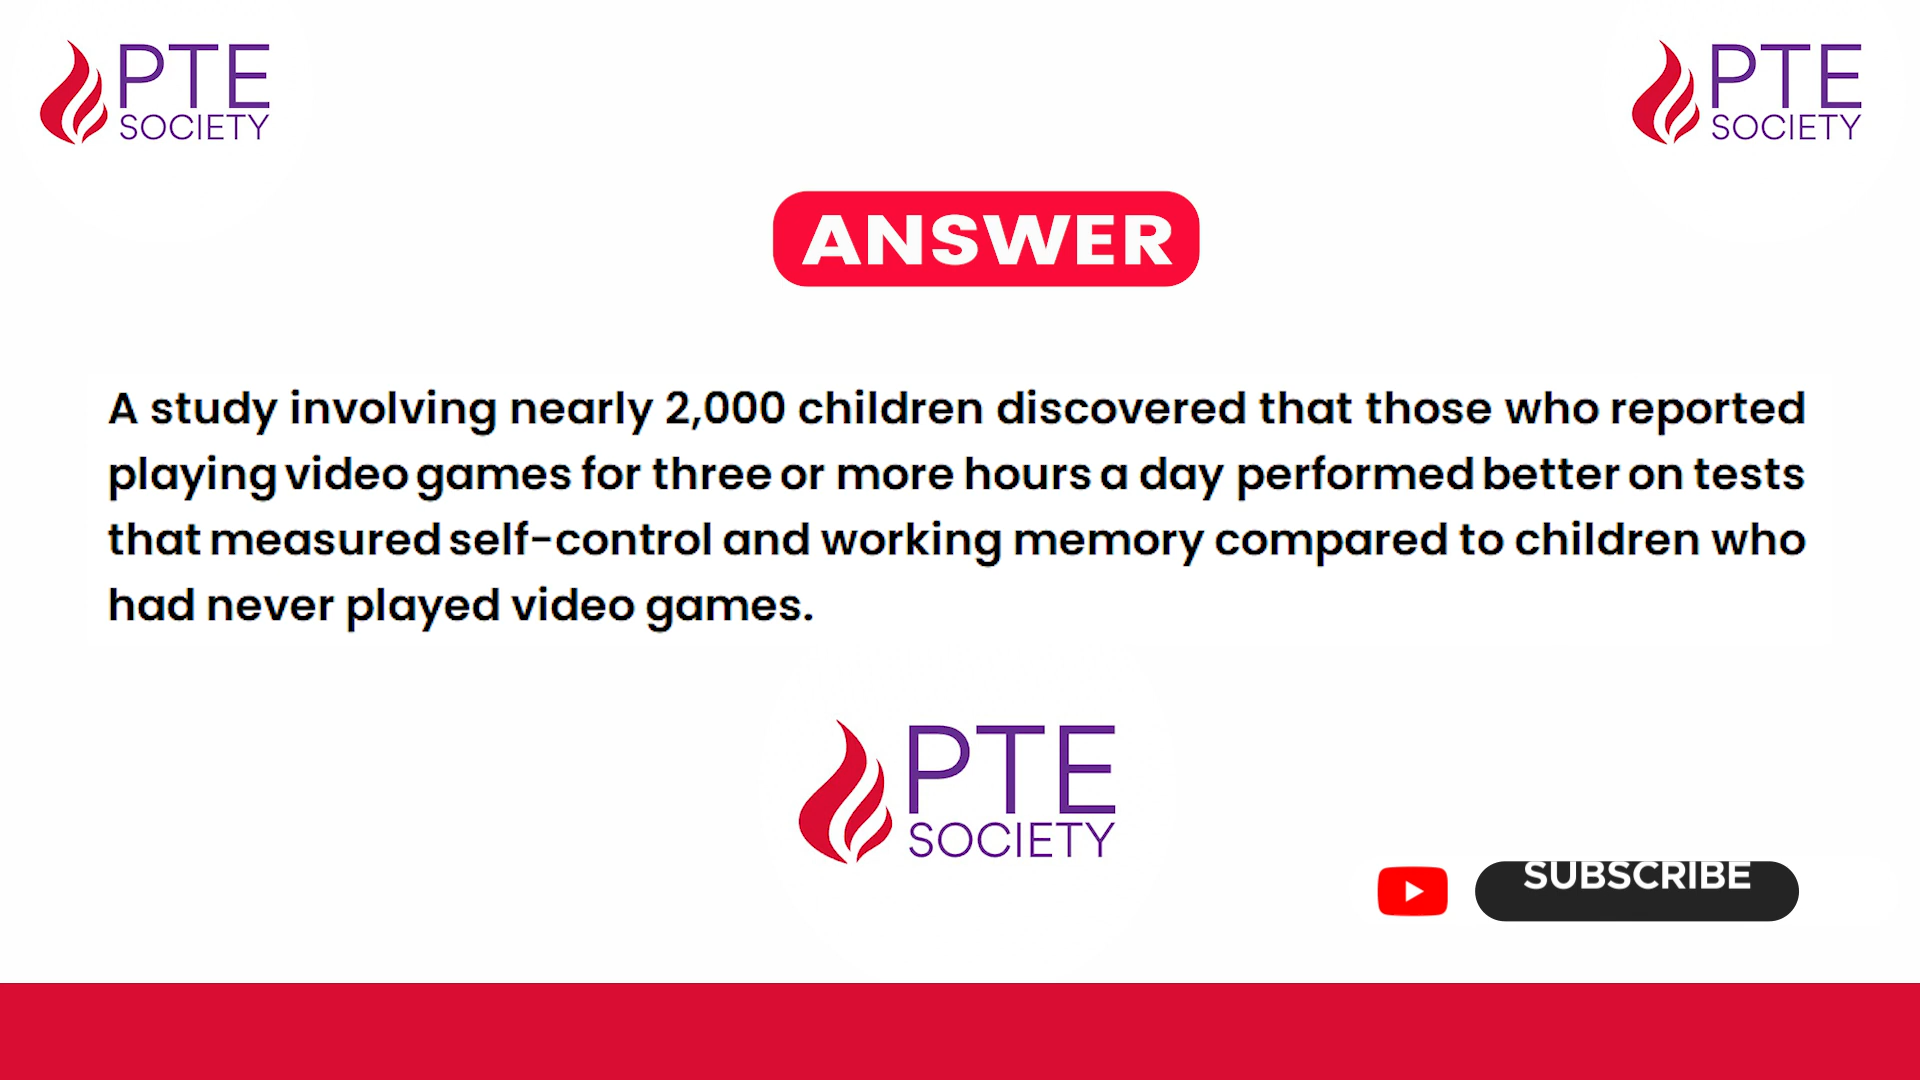 PTE
SOCIETY
PTE
SOCIETY
ANSWER
A study involving nearly 2,000 children discovered that those who reported
playing video games for three or more hours a day performed better on tests
that measured self-control and working memory compared to children who
had never played video games.
PTE
SOCIETY
SUBSCRIBE